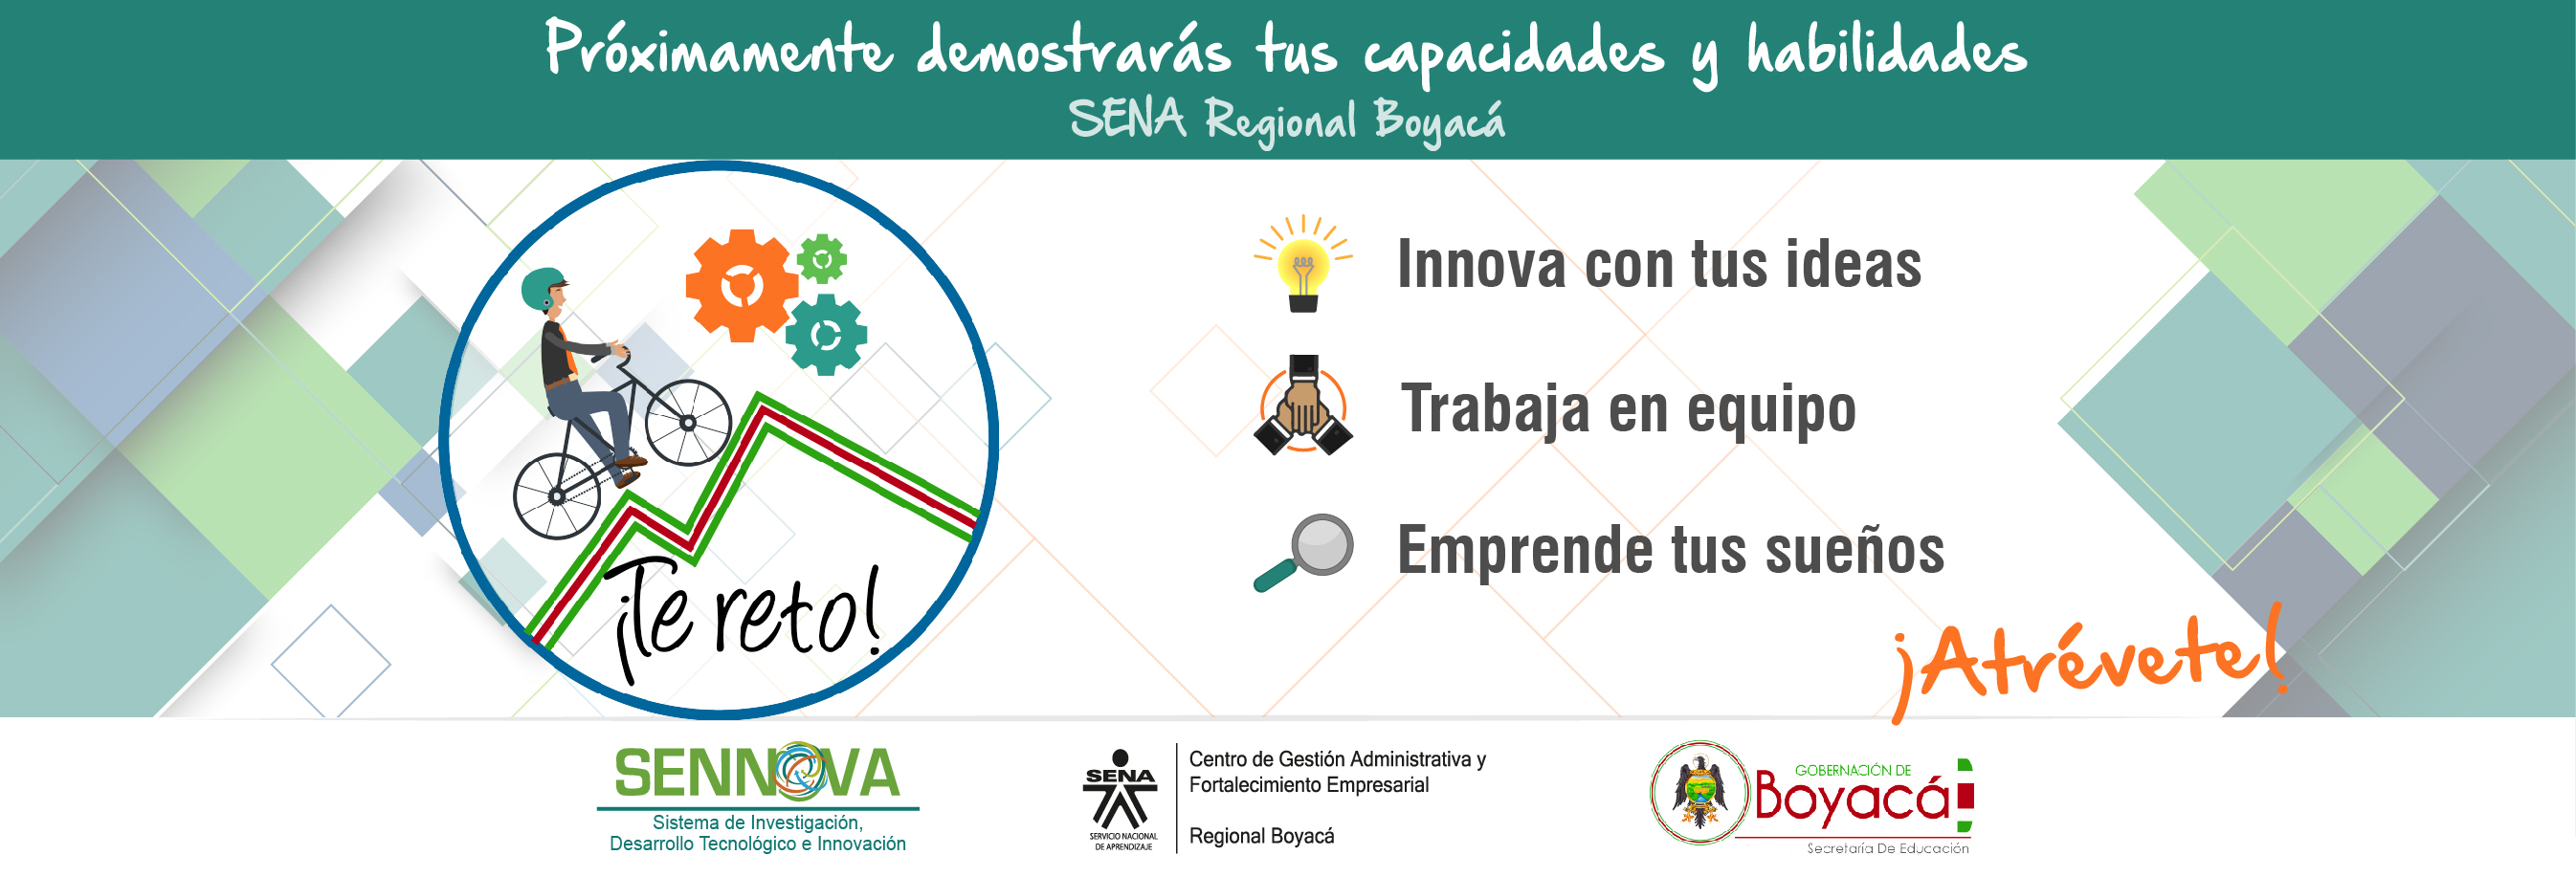 Próximamente demostrarás tus capacidades y habilidades
SENA Regional Boyacá
Innova con tus ideas
Trabaja en equipo
Emprende tus sueños
¡Te reto!
¡Atrévete!
SENNOVA
Sistema de Investigación,
Desarrollo Tecnológico e Innovación
SENA
SERVICIO NACIONAL
DE APRENDIZAJE
Centro de Gestión Administrativa y
Fortalecimiento Empresarial
Regional Boyacá
GOBERNACIÓN DE
Boyacá
Secretaría De Educación